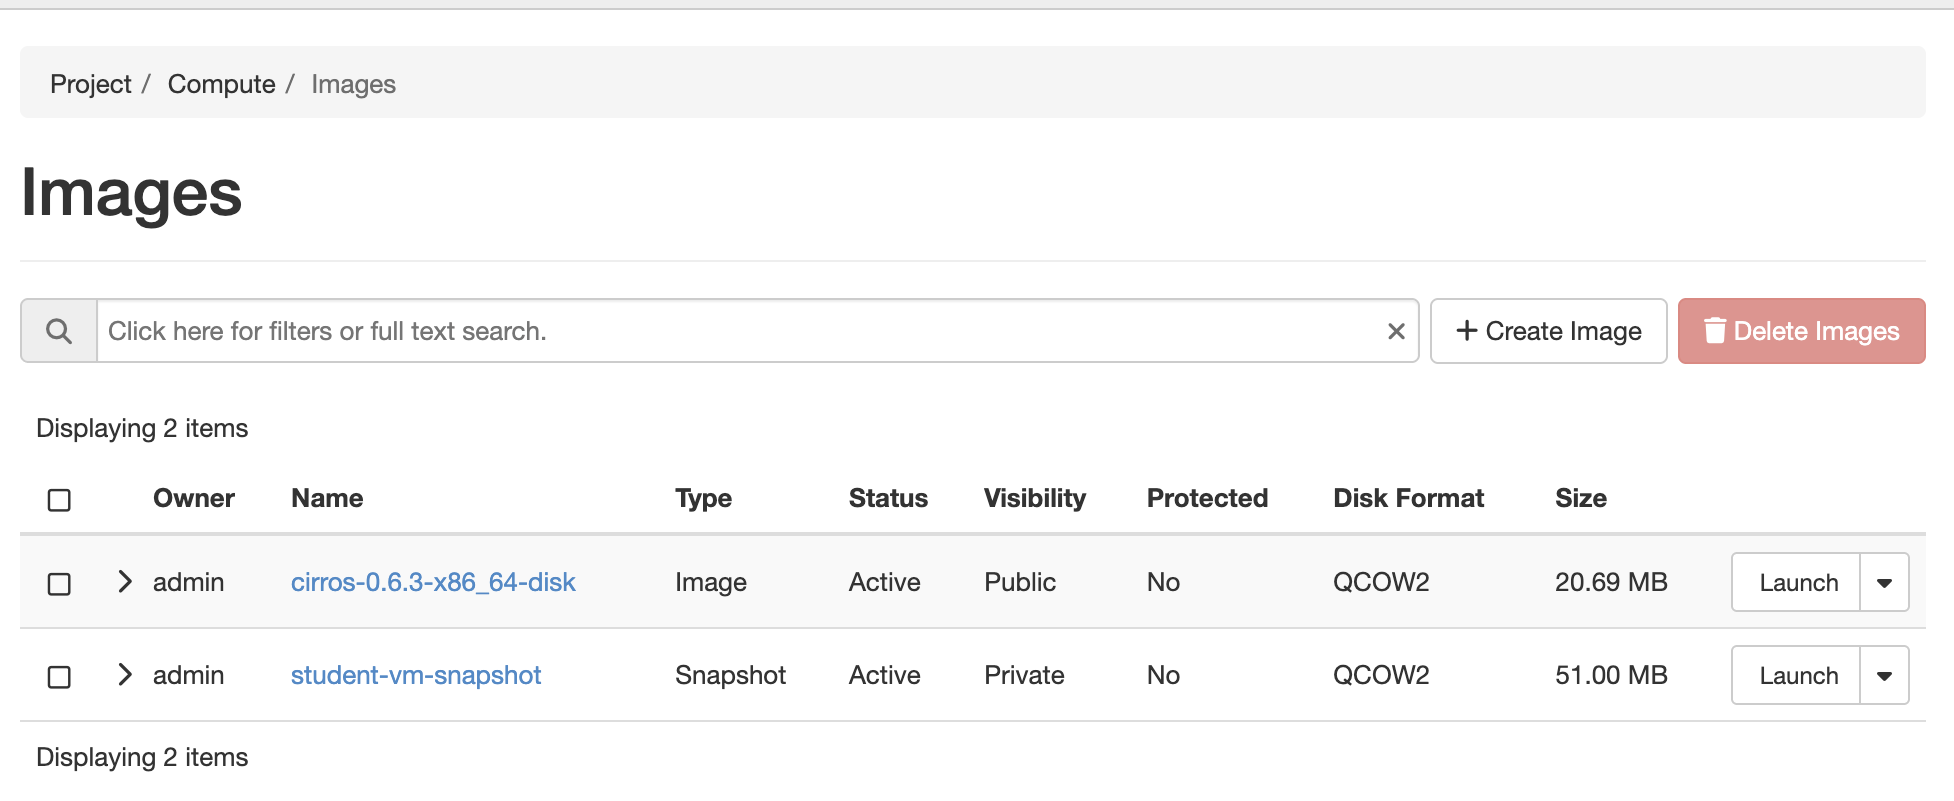 Project / Compute / Images
Images
Click here for filters or full text search. × + Create Image Delete Images
Displaying 2 items
Owner Name Type Status Visibility Protected Disk Format Size
admin cirros-0.6.3-x86_64-disk Image Active Public No QCOW2 20.69 MB Launch
admin student-vm-snapshot Snapshot Active Private No QCOW2 51.00 MB Launch
Displaying 2 items